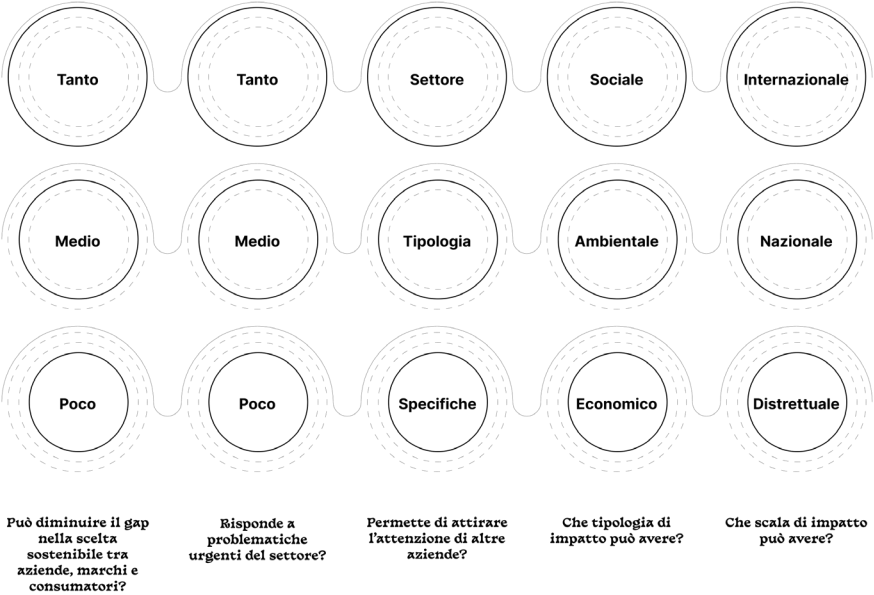 Tanto
Tanto
Settore
Sociale
Internazionale
Medio
Medio
Tipologia
Ambientale
Nazionale
Poco
Poco
Specifiche
Economico
Distrettuale
Può diminuire il gap
nella scelta
sostenibile tra
aziende, marchi e
consumatori?
Risponde a
problematiche
urgenti del settore?
Permette di attirare
l'attenzione di altre
aziende?
Che tipologia di
impatto può avere?
Che scala di impatto
può avere?